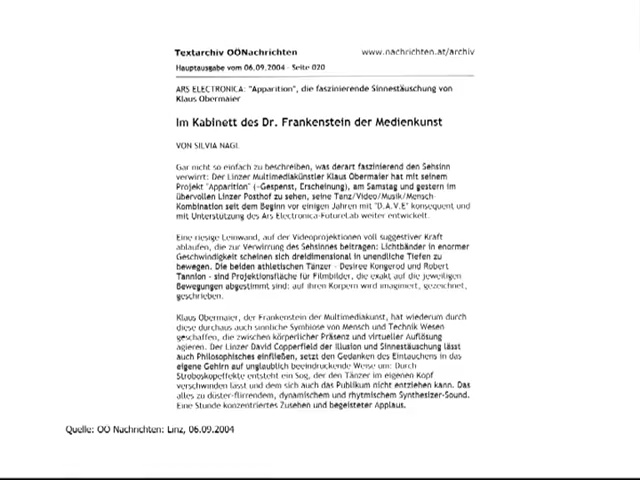 Textarchiv OÖNachrichten www.nachrichten.at/archiv
Hauptausgabe vom 06.09.2004 - Seite 020
ARS ELECTRONICA: "Apparition", die faszinierende Sinnestäuschung von
Klaus Obermaier
Im Kabinett des Dr. Frankenstein der Medienkunst
VON SILVIA NAGL
Gar nicht so einfach zu beschreiben, was derart faszinierend den Sehsinn
verwirrt: Der Linzer Multimediakünstler Klaus Obermaier hat mit seinem
Projekt "Apparition" (=Gespenst, Erscheinung), am Samstag und gestern im
übervollen Linzer Posthof zu sehen, seine Tanz/Video/Musik/Mensch-
Kombination seit dem Beginn vor einigen Jahren mit "D.A.V.E" konsequent und
mit Unterstützung des Ars Electronica-FutureLab weiter entwickelt.
Eine riesige Leinwand, auf der Videoprojektionen voll suggestiver Kraft
ablaufen, die zur Verwirrung des Sehsinnes beitragen: Lichtbänder in enormer
Geschwindigkeit scheinen sich dreidimensional in unendliche Tiefen zu
bewegen. Die beiden athletischen Tänzer - Desiree Kongerod und Robert
Tannion - sind Projektionsfläche für Filmbilder, die exakt auf die jeweiligen
Bewegungen abgestimmt sind: auf ihren Körpern wird imaginiert, gezeichnet,
geschrieben.
Klaus Obermaier, der Frankenstein der Multimediakunst, hat wiederum durch
diese durchaus auch sinnliche Symbiose von Mensch und Technik Wesen
geschaffen, die zwischen körperlicher Präsenz und virtueller Auflösung
agieren. Der Linzer David Copperfield der Illusion und Sinnestäuschung lässt
auch Philosophisches einfließen, setzt den Gedanken des Eintauchens in das
eigene Gehirn auf unglaublich beeindruckende Weise um: Durch
Stroboskopeffekte entsteht ein Sog, der den Tänzer im eigenen Kopf
verschwinden lässt und dem sich auch das Publikum nicht entziehen kann. Das
alles zu düster-flirrendem, dynamischem und rhytmischem Synthesizer-Sound.
Eine Stunde konzentriertes Zusehen und begeisterter Applaus.
Quelle: OÖ Nachrichten: Linz, 06.09.2004